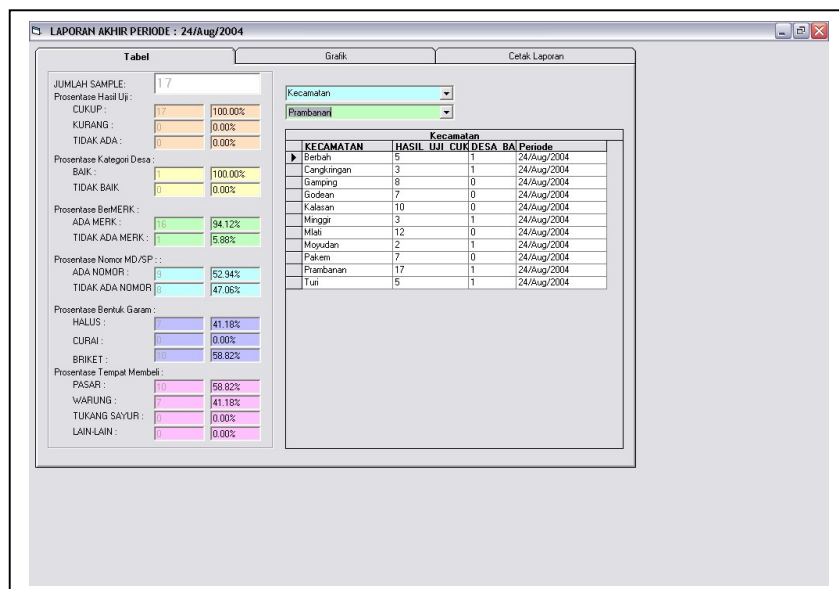 LAPORAN AKHIR PERIODE : 24/Aug/2004
Tabel Grafik Cetak Laporan
JUMLAH SAMPLE: 17
Prosentase Hasil Uji :
CUKUP : 17 100.00%
KURANG : 0 0.00%
TIDAK ADA : 0 0.00%
Prosentase Kategori Desa :
BAIK : 1 100.00%
TIDAK BAIK 0 0.00%
Prosentase BerMERK :
ADA MERK : 16 94.12%
TIDAK ADA MERK : 1 5.88%
Prosentase Nomor MD/SP : :
ADA NOMOR : 9 52.94%
TIDAK ADA NOMOR 8 47.06%
Prosentase Bentuk Garam :
HALUS : 7 41.18%
CURAI : 0 0.00%
BRIKET : 10 58.82%
Prosentase Tempat Membeli :
PASAR : 10 58.82%
WARUNG : 7 41.18%
TUKANG SAYUR : 0 0.00%
LAIN-LAIN : 0 0.00%
Kecamatan
Prambanan
Kecamatan
KECAMATAN HASIL_UJI_CUK DESA_BA Periode
Berbah 5 1 24/Aug/2004
Cangkringan 3 1 24/Aug/2004
Gamping 8 0 24/Aug/2004
Godean 7 0 24/Aug/2004
Kalasan 10 0 24/Aug/2004
Minggir 3 1 24/Aug/2004
Mlati 12 0 24/Aug/2004
Moyudan 2 1 24/Aug/2004
Pakem 7 0 24/Aug/2004
Prambanan 17 1 24/Aug/2004
Turi 5 1 24/Aug/2004